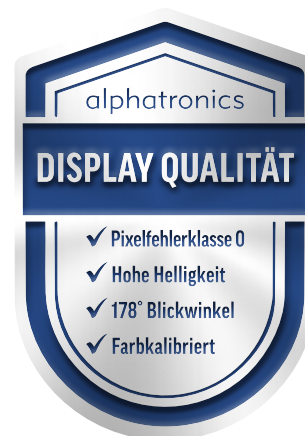 alphatronics
DISPLAY QUALITÄT
✓ Pixelfehlerklasse 0
✓ Hohe Helligkeit
✓ 178° Blickwinkel
✓ Farbkalibriert